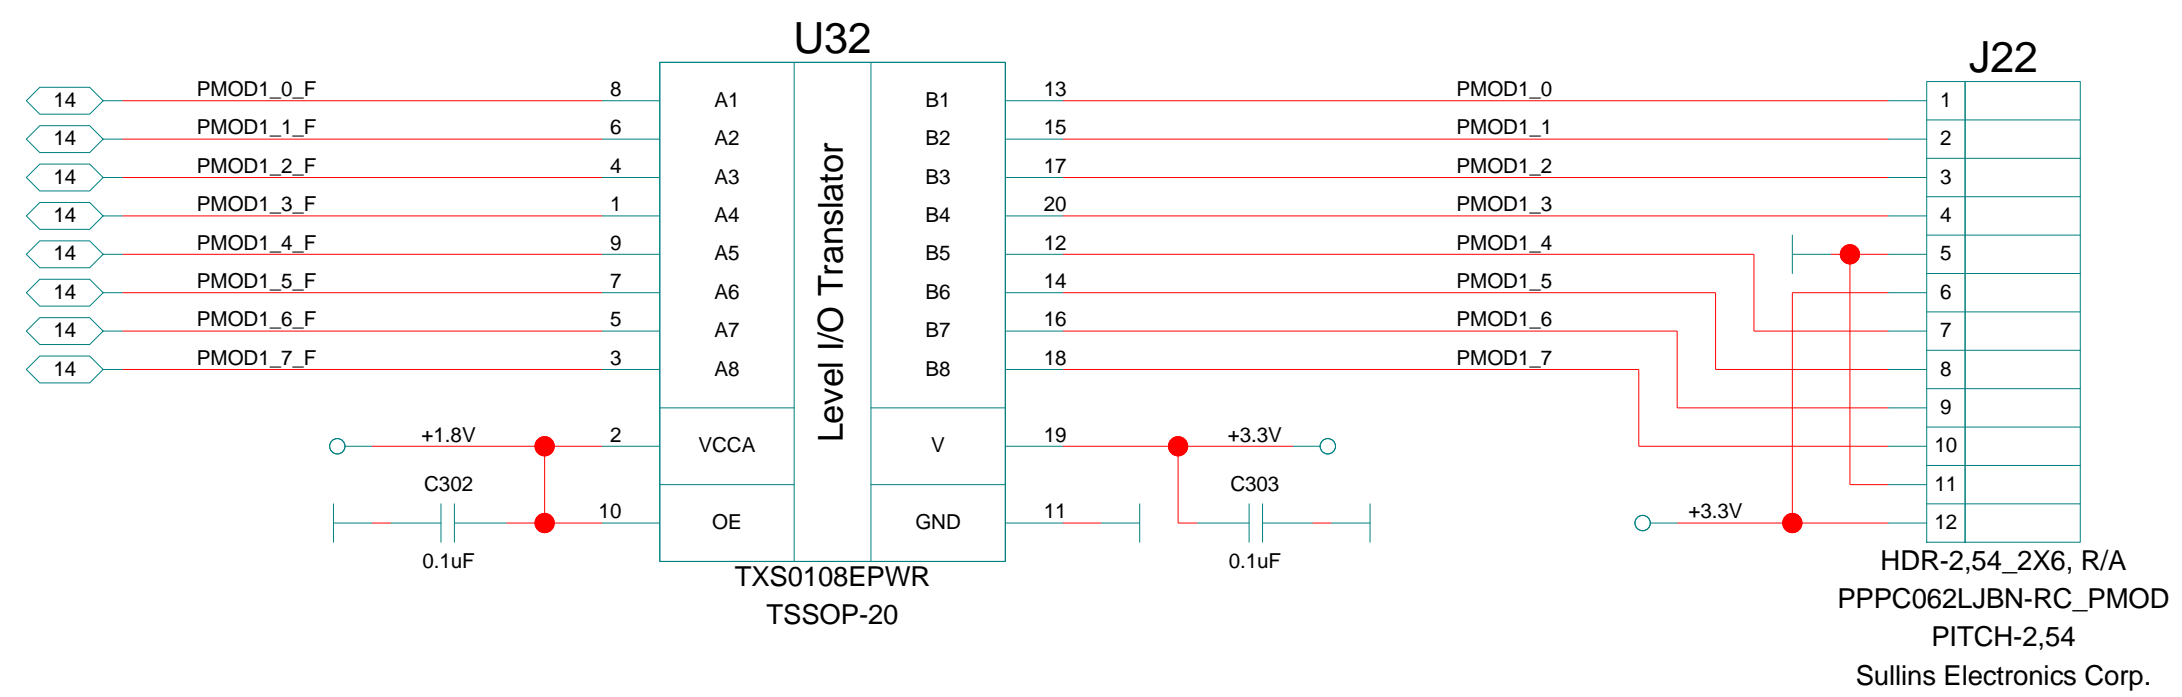 U32
J22
14 PMOD1_0_F 8 A1 B1 13 PMOD1_0 1
14 PMOD1_1_F 6 A2 B2 15 PMOD1_1 2
14 PMOD1_2_F 4 A3 B3 17 PMOD1_2 3
14 PMOD1_3_F 1 A4 B4 20 PMOD1_3 4
14 PMOD1_4_F 9 A5 B5 12 PMOD1_4 5
14 PMOD1_5_F 7 A6 B6 14 PMOD1_5 6
14 PMOD1_6_F 5 A7 B7 16 PMOD1_6 7
14 PMOD1_7_F 3 A8 B8 18 PMOD1_7 8
Level I/O Translator
9
+1.8V 2 VCCA V 19 +3.3V 10
C302 C303 11
10 OE GND 11 +3.3V 12
0.1uF 0.1uF
TXS0108EPWR
TSSOP-20
HDR-2,54_2X6, R/A
PPPC062LJBN-RC_PMOD
PITCH-2,54
Sullins Electronics Corp.